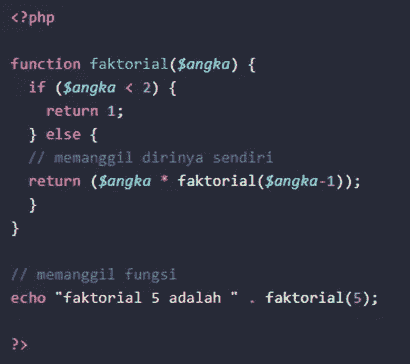 <?php
function faktorial($angka) {
if ($angka < 2) {
return 1;
} else {
// memanggil dirinya sendiri
return ($angka * faktorial($angka-1));
}
}
// memanggil fungsi
echo "faktorial 5 adalah " . faktorial(5);
?>